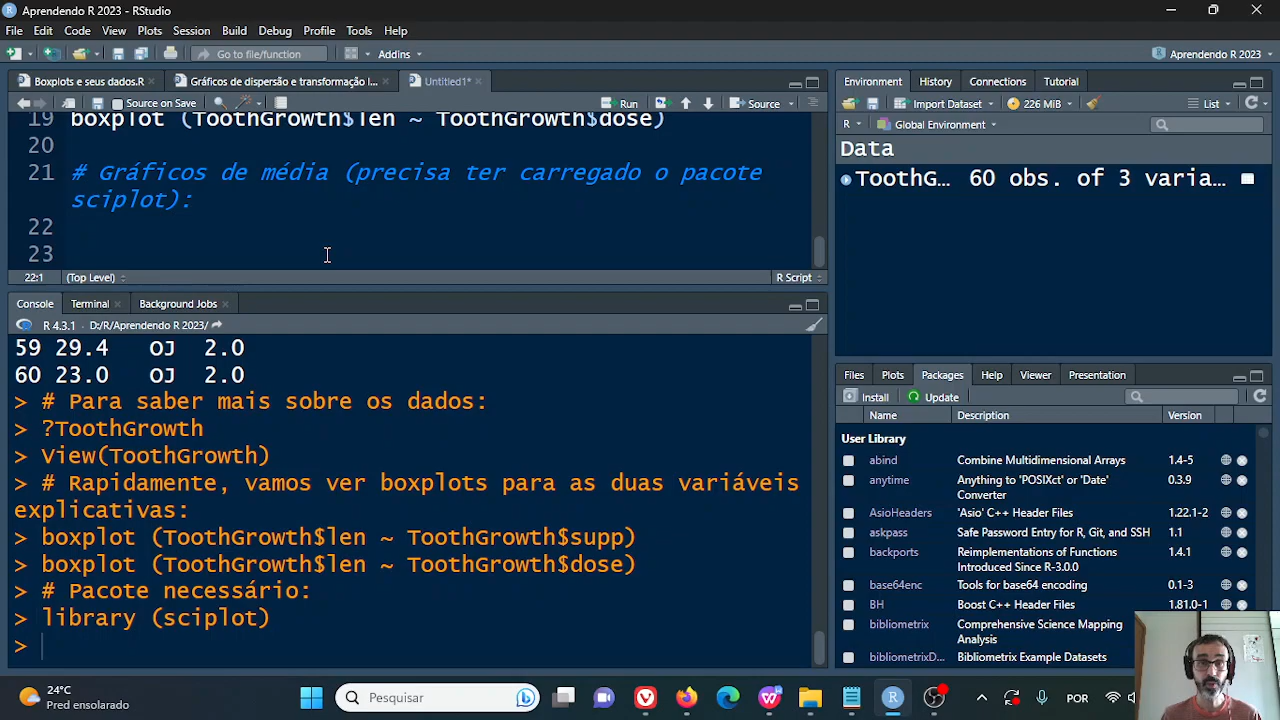 Aprendendo R 2023 - RStudio
File Edit Code View Plots Session Build Debug Profile Tools Help
Go to file/function Addins Aprendendo R 2023
Boxplots e seus dados.R Gráficos de dispersão e transformação l... Untitled1*
Source on Save Run Source
19 boxplot (ToothGrowth$len ~ ToothGrowth$dose)
20
21 # Gráficos de média (precisa ter carregado o pacote
sciplot):
22
23
22:1 (Top Level) R Script
Console Terminal Background Jobs
R 4.3.1 · D:/R/Aprendendo R 2023/
59 29.4 OJ 2.0
60 23.0 OJ 2.0
> # Para saber mais sobre os dados:
> ?ToothGrowth
> View(ToothGrowth)
> # Rapidamente, vamos ver boxplots para as duas variáveis
explicativas:
> boxplot (ToothGrowth$len ~ ToothGrowth$supp)
> boxplot (ToothGrowth$len ~ ToothGrowth$dose)
> # Pacote necessário:
> library (sciplot)
>
Environment History Connections Tutorial
Import Dataset 226 MiB List
R Global Environment
Data
ToothG... 60 obs. of 3 varia...
Files Plots Packages Help Viewer Presentation
Install Update
Name Description Version
User Library
abind Combine Multidimensional Arrays 1.4-5
anytime Anything to 'POSIXct' or 'Date' 0.3.9
Converter
AsioHeaders 'Asio' C++ Header Files 1.22.1-2
askpass Safe Password Entry for R, Git, and SSH 1.1
backports Reimplementations of Functions 1.4.1
Introduced Since R-3.0.0
base64enc Tools for base64 encoding 0.1-3
BH Boost C++ Header Files 1.81.0-1
bibliometrix Comprehensive Science Mapping
Analysis
bibliometrixD... Bibliometrix Example Datasets
24°C
Pred ensolarado
Pesquisar
POR